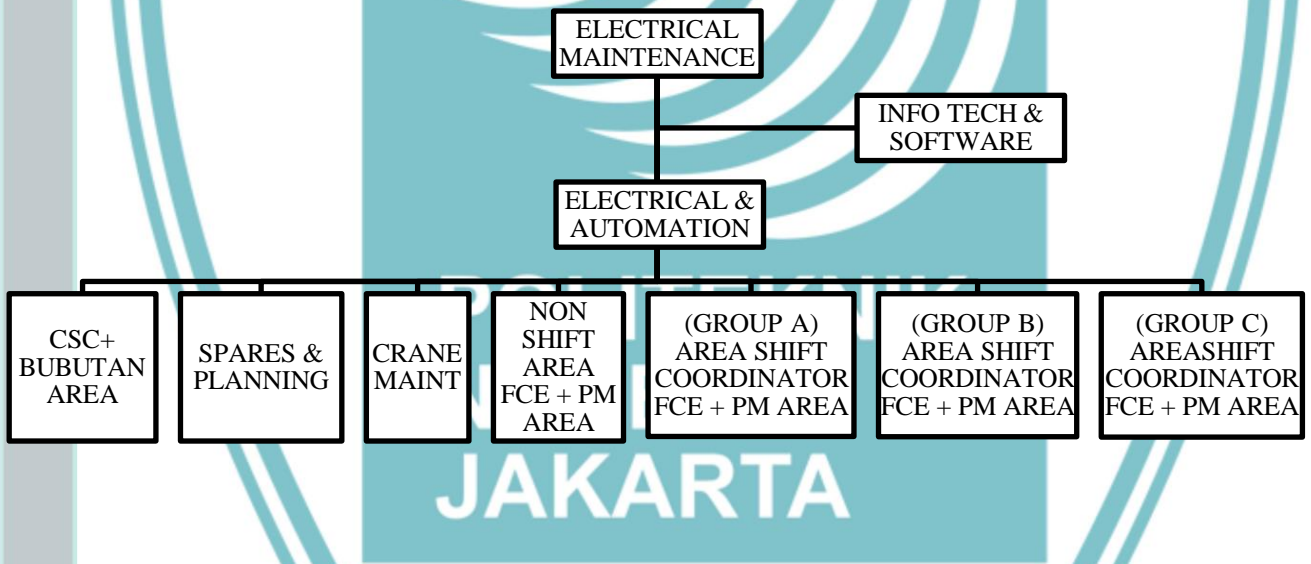 ELECTRICAL
MAINTENANCE
INFO TECH &
SOFTWARE
ELECTRICAL &
AUTOMATION
CSC+
BUBUTAN
AREA
SPARES &
PLANNING
CRANE
MAINT
NON
SHIFT
AREA
FCE + PM
AREA
(GROUP A)
AREA SHIFT
COORDINATOR
FCE + PM AREA
(GROUP B)
AREA SHIFT
COORDINATOR
FCE + PM AREA
(GROUP C)
AREASHIFT
COORDINATOR
FCE + PM AREA
POLITEKNIK
JAKARTA